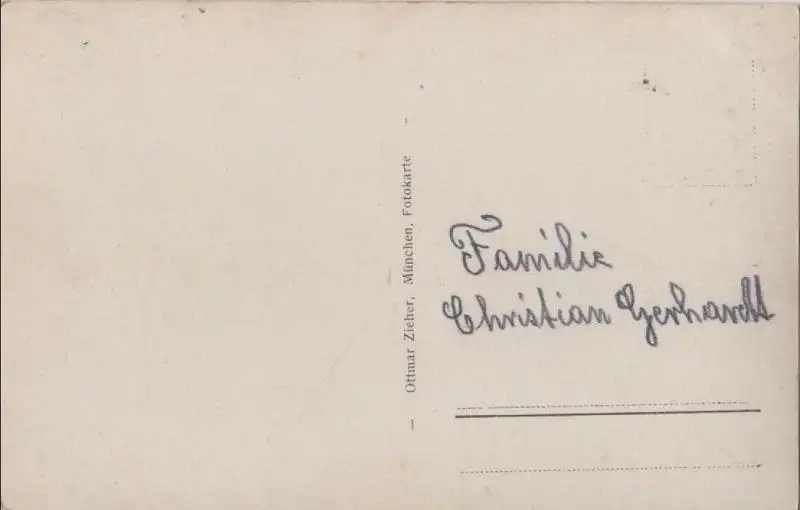 – Ottmar Zieher, München, Fotokarte –
Familie
Christian Gerhardt